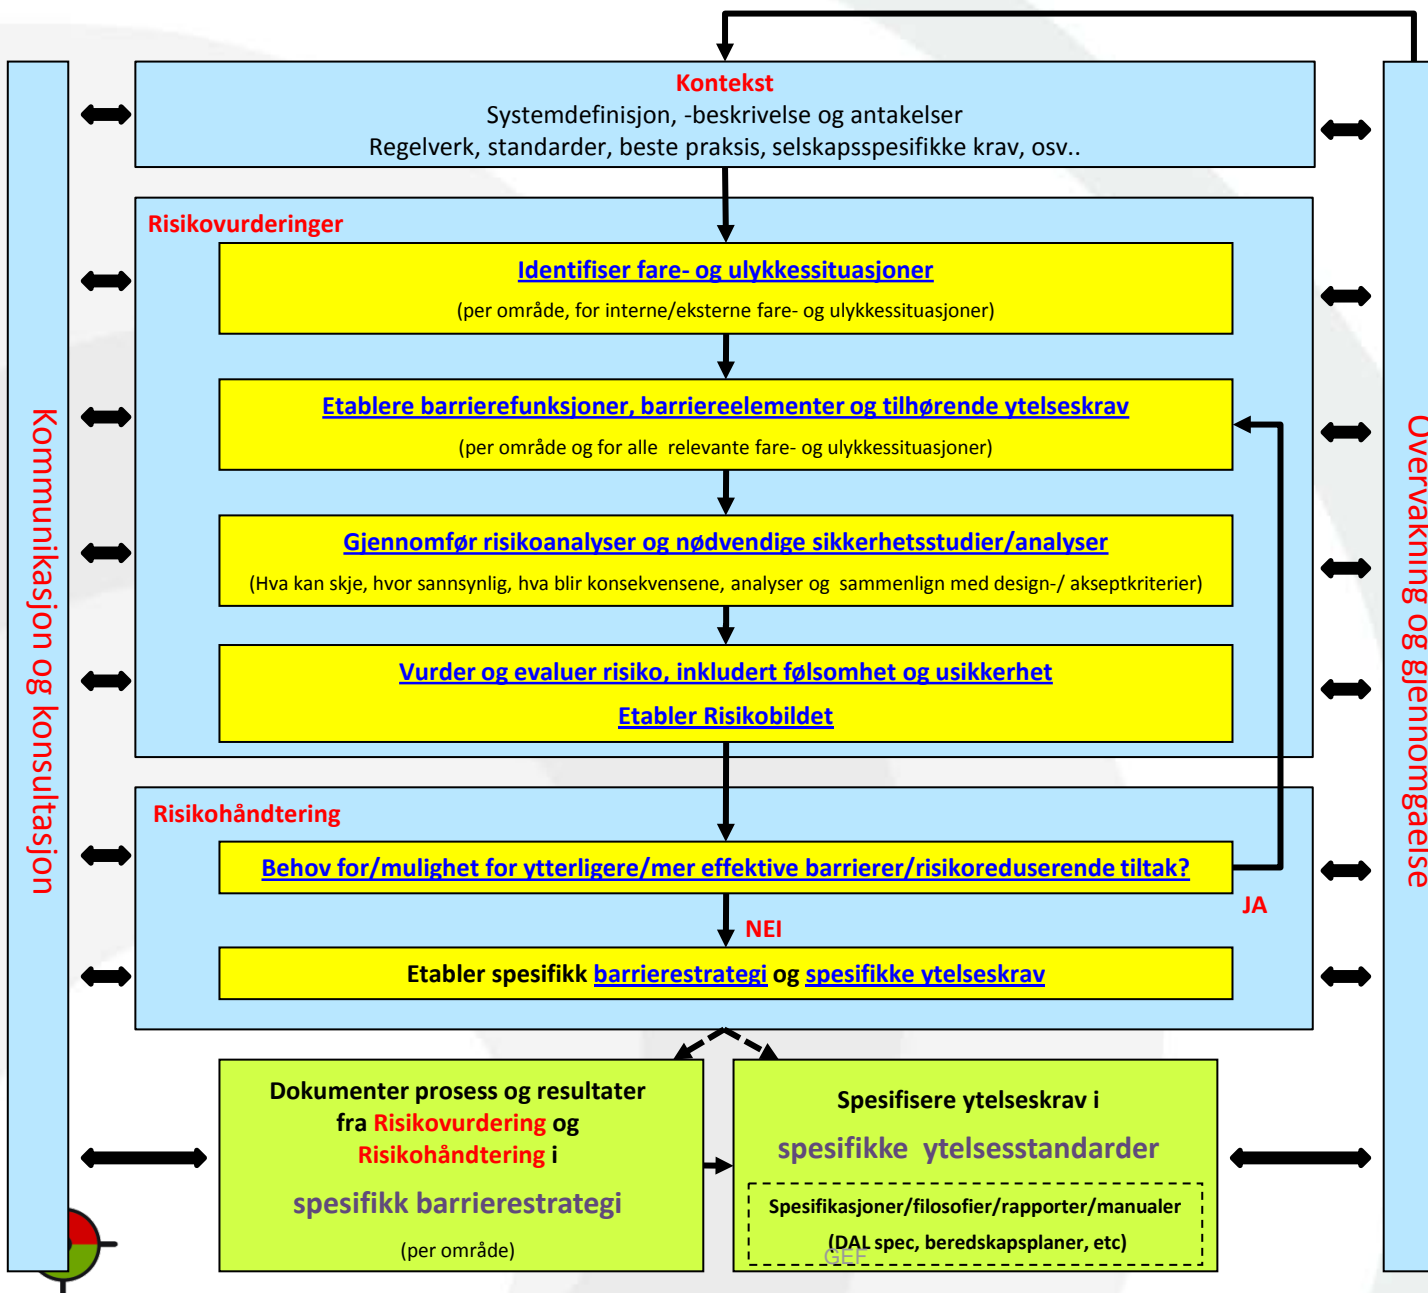 Kontekst
Systemdefinisjon, -beskrivelse og antakelser
Regelverk, standarder, beste praksis, selskapsspesifikke krav, osv..
Risikovurderinger
Identifiser fare- og ulykkessituasjoner
(per område, for interne/eksterne fare- og ulykkessituasjoner)
Etablere barrierefunksjoner, barriereelementer og tilhørende ytelseskrav
(per område og for alle relevante fare- og ulykkessituasjoner)
Gjennomfør risikoanalyser og nødvendige sikkerhetsstudier/analyser
(Hva kan skje, hvor sannsynlig, hva blir konsekvensene, analyser og sammenlign med design-/ akseptkriterier)
Vurder og evaluer risiko, inkludert følsomhet og usikkerhet
Etabler Risikobildet
Risikohåndtering
Behov for/mulighet for ytterligere/mer effektive barrierer/risikoreduserende tiltak?
JA
NEI
Etabler spesifikk barrierestrategi og spesifikke ytelseskrav
Dokumenter prosess og resultater
fra Risikovurdering og
Risikohåndtering i
spesifikk barrierestrategi
(per område)
Spesifisere ytelseskrav i
spesifikke ytelsesstandarder
Spesifikasjoner/filosofier/rapporter/manualer
(DAL spec, beredskapsplaner, etc)
GEF
Kommunikasjon og konsultasjon
Overvakning og gjennomgaelse